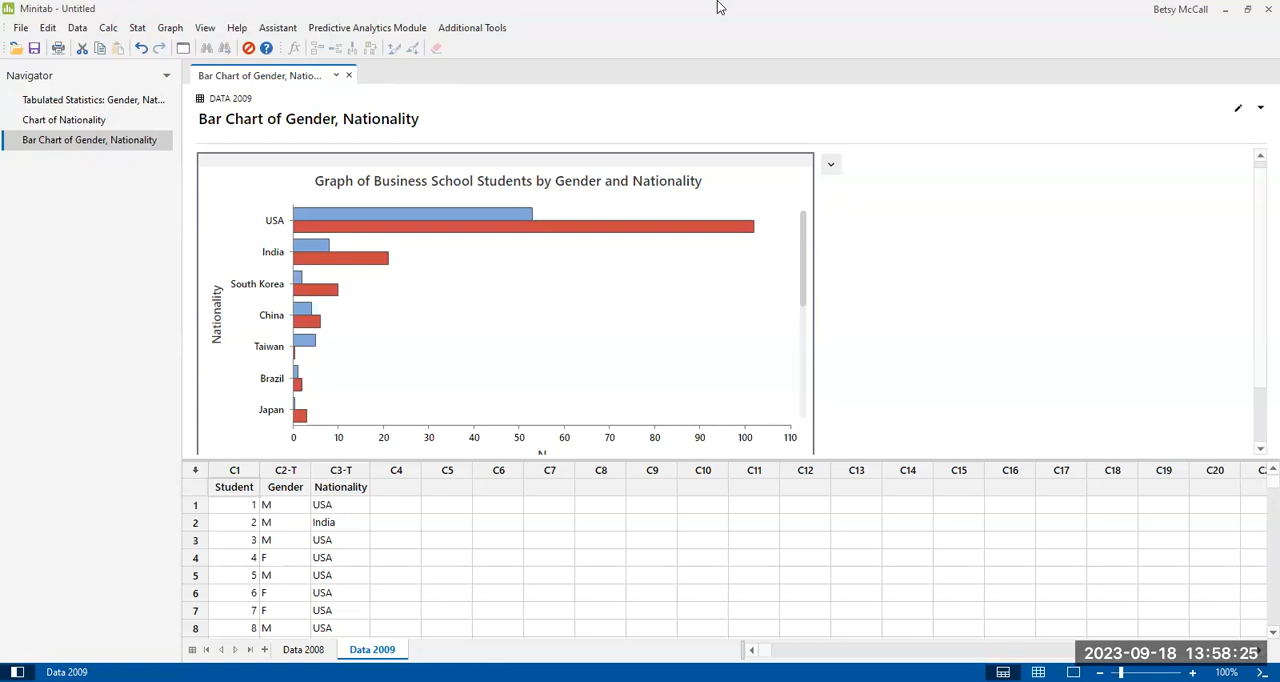 Minitab - Untitled
Betsy McCall
File Edit Data Calc Stat Graph View Help Assistant Predictive Analytics Module Additional Tools
Navigator
Tabulated Statistics: Gender, Nat...
Chart of Nationality
Bar Chart of Gender, Nationality
Bar Chart of Gender, Natio...
DATA 2009
Bar Chart of Gender, Nationality
Graph of Business School Students by Gender and Nationality
Nationality
USA
India
South Korea
China
Taiwan
Brazil
Japan
0 10 20 30 40 50 60 70 80 90 100 110
C1 C2-T C3-T C4 C5 C6 C7 C8 C9 C10 C11 C12 C13 C14 C15 C16 C17 C18 C19 C20
Student Gender Nationality
1 1 M USA
2 2 M India
3 3 M USA
4 4 F USA
5 5 M USA
6 6 F USA
7 7 F USA
8 8 M USA
Data 2008 Data 2009
2023-09-18 13:58:25
Data 2009
100%